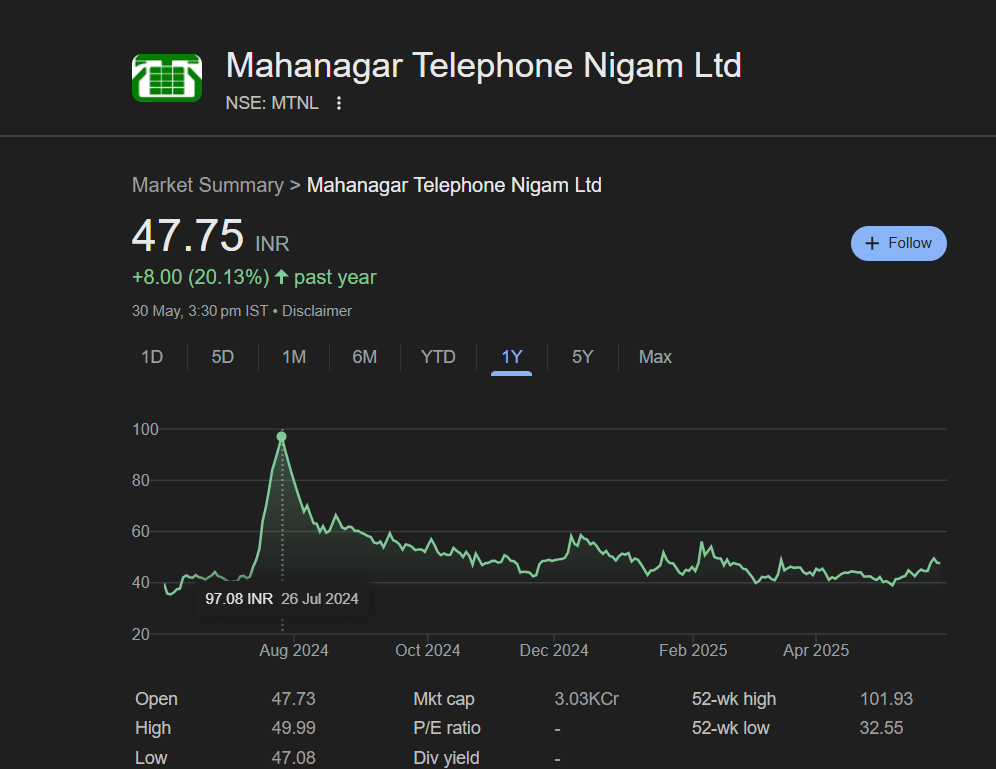 Mahanagar Telephone Nigam Ltd
NSE: MTNL
Market Summary > Mahanagar Telephone Nigam Ltd
47.75 INR
+ Follow
+8.00 (20.13%) ↑ past year
30 May, 3:30 pm IST • Disclaimer
1D 5D 1M 6M YTD 1Y 5Y Max
100
80
60
40
97.08 INR 26 Jul 2024
20
Aug 2024 Oct 2024 Dec 2024 Feb 2025 Apr 2025
Open 47.73 Mkt cap 3.03KCr 52-wk high 101.93
High 49.99 P/E ratio - 52-wk low 32.55
Low 47.08 Div yield -